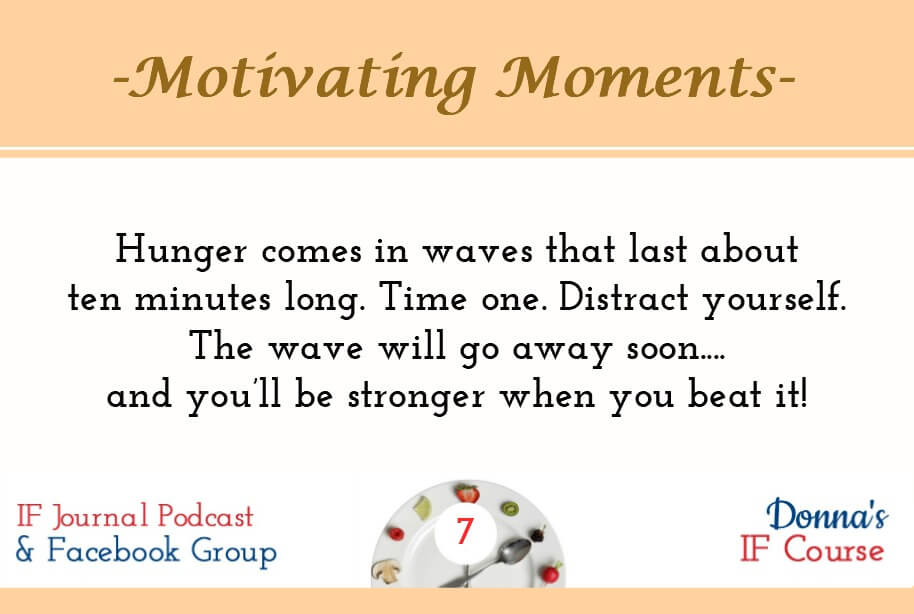 -Motivating Moments-
Hunger comes in waves that last about
ten minutes long. Time one. Distract yourself.
The wave will go away soon....
and you'll be stronger when you beat it!
IF Journal Podcast
& Facebook Group
7
Donna's
IF Course